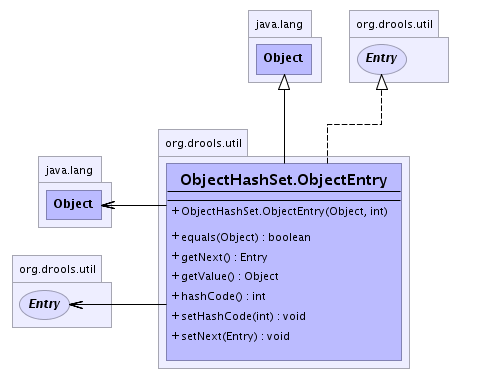 java.lang
Object
org.drools.util
Entry
org.drools.util
ObjectHashSet.ObjectEntry
+ ObjectHashSet.ObjectEntry(Object, int)
+ equals(Object) : boolean
+ getNext() : Entry
+ getValue() : Object
+ hashCode() : int
+ setHashCode(int) : void
+ setNext(Entry) : void
java.lang
Object
org.drools.util
Entry